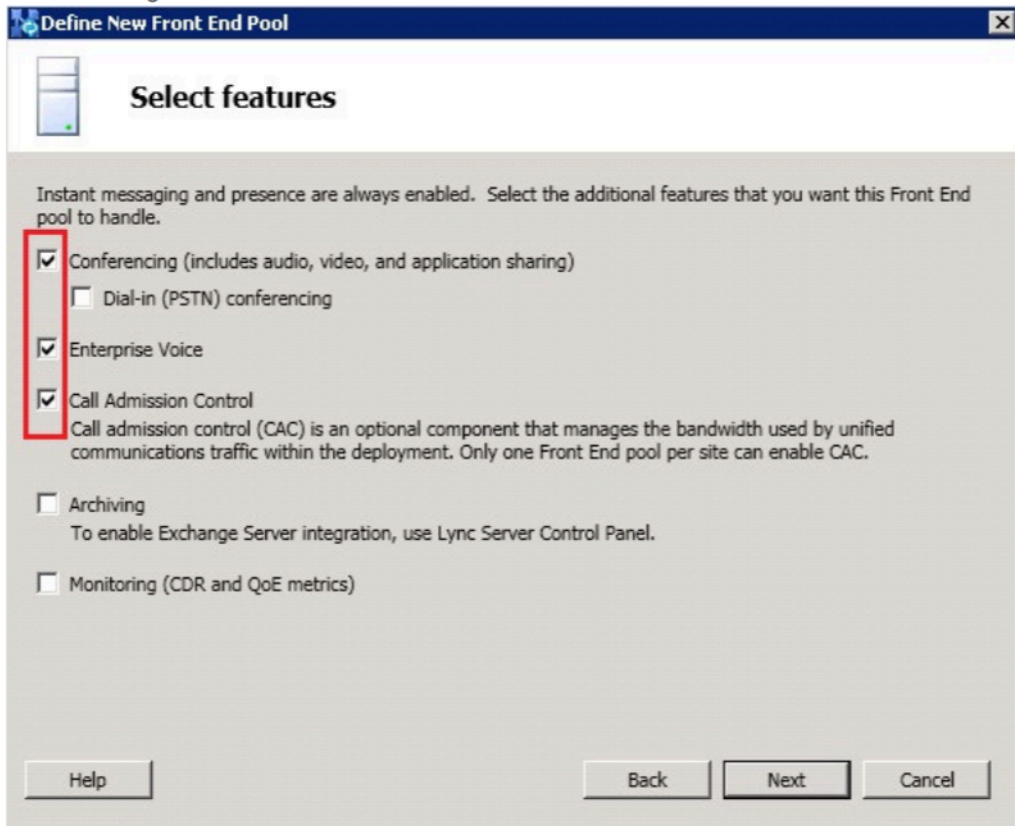 Define New Front End Pool
Select features
Instant messaging and presence are always enabled.  Select the additional features that you want this Front End
pool to handle.
Conferencing (includes audio, video, and application sharing)
Dial-in (PSTN) conferencing
Enterprise Voice
Call Admission Control
Call admission control (CAC) is an optional component that manages the bandwidth used by unified
communications traffic within the deployment. Only one Front End pool per site can enable CAC.
Archiving
To enable Exchange Server integration, use Lync Server Control Panel.
Monitoring (CDR and QoE metrics)
Help Back Next Cancel